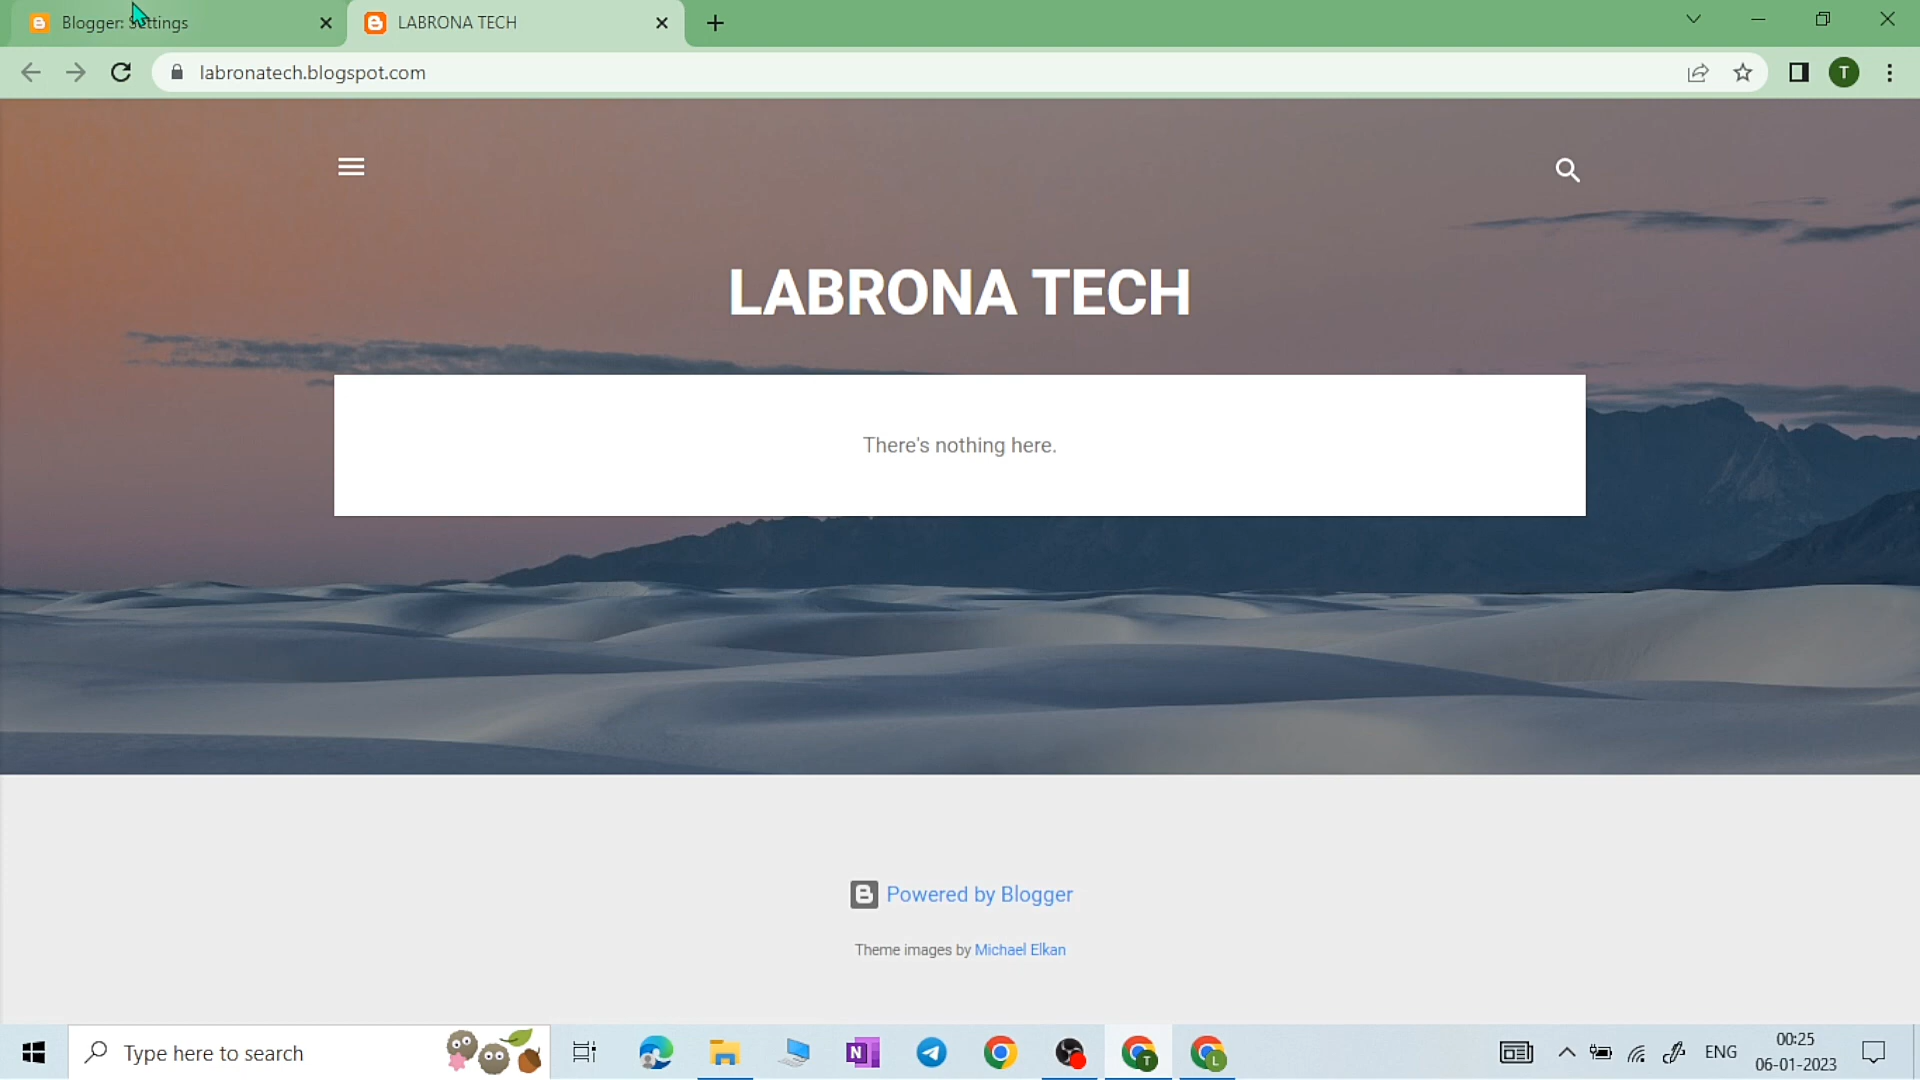 Blogger: Settings
LABRONA TECH
labronatech.blogspot.com
T
LABRONA TECH
There's nothing here.
Powered by Blogger
Theme images by Michael Elkan
Type here to search
N
T
L
ENG
00:25
06-01-2023